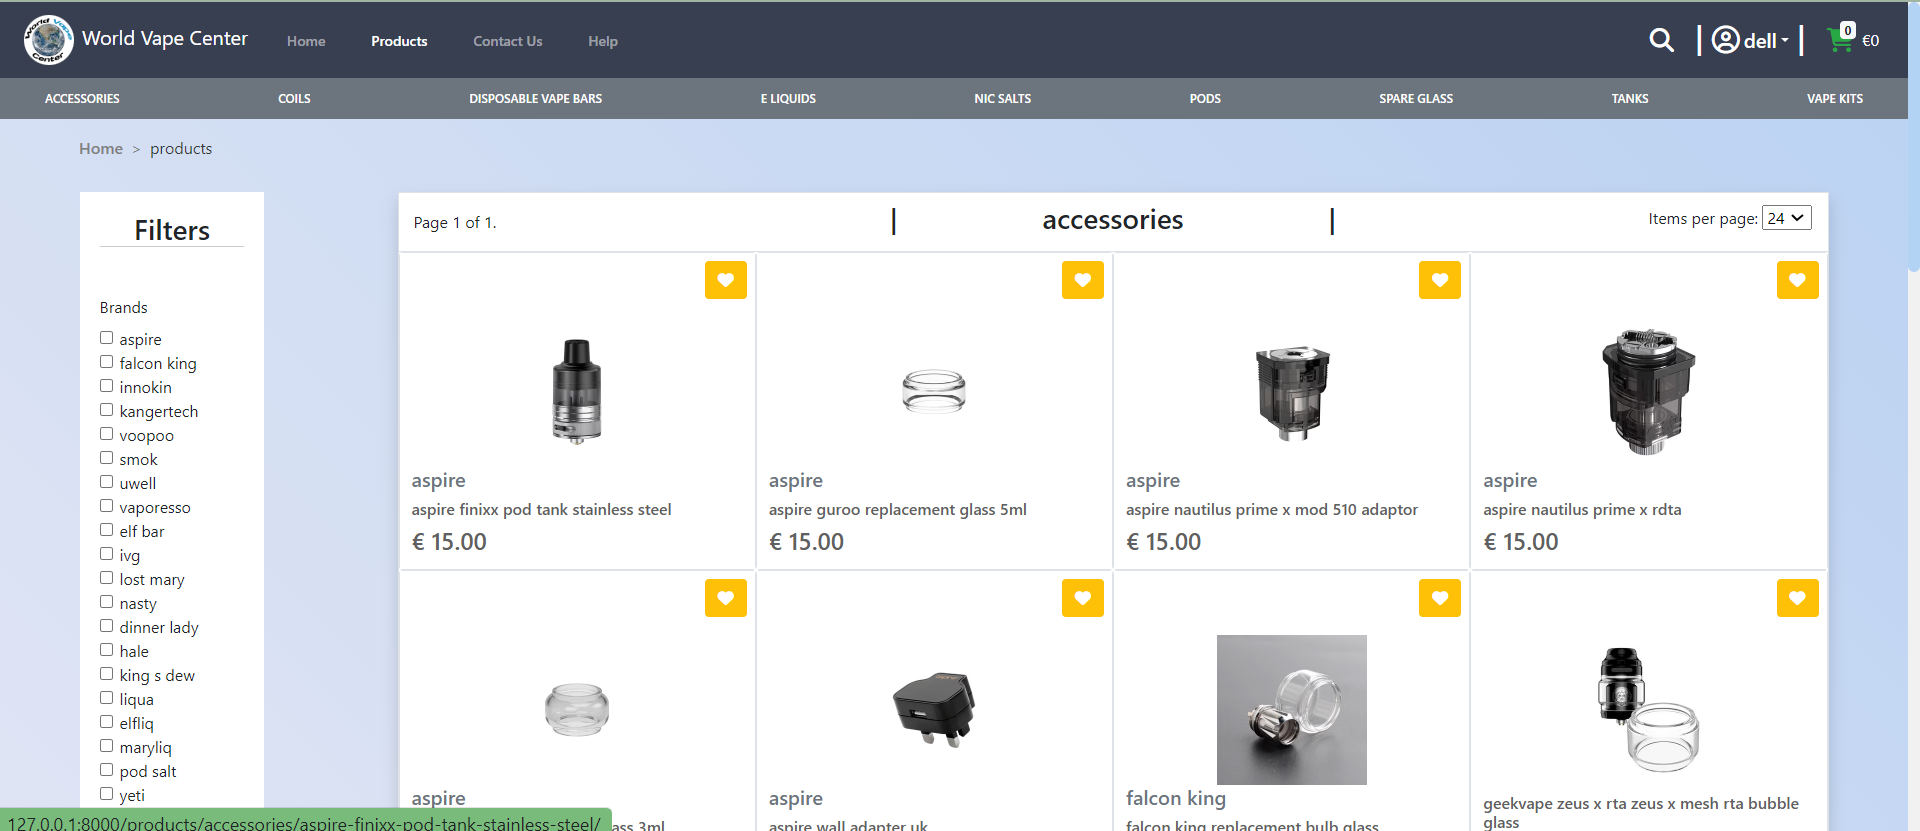 World Vape Center
World Vape Center
Home
Products
Contact Us
Help
dell
0
€0
ACCESSORIES
COILS
DISPOSABLE VAPE BARS
E LIQUIDS
NIC SALTS
PODS
SPARE GLASS
TANKS
VAPE KITS
Home > products
Filters
Brands
aspire
falcon king
innokin
kangertech
voopoo
smok
uwell
vaporesso
elf bar
ivg
lost mary
nasty
dinner lady
hale
king s dew
liqua
elfliq
maryliq
pod salt
yeti
Page 1 of 1.
| accessories |
Items per page: 24
aspire
aspire finixx pod tank stainless steel
€ 15.00
aspire
aspire guroo replacement glass 5ml
€ 15.00
aspire
aspire nautilus prime x mod 510 adaptor
€ 15.00
aspire
aspire nautilus prime x rdta
€ 15.00
aspire
ass 3ml
aspire
aspire wall adapter uk
falcon king
falcon king replacement bulb glass
geekvape zeus x rta zeus x mesh rta bubble
glass
127.0.0.1:8000/products/accessories/aspire-finixx-pod-tank-stainless-steel/